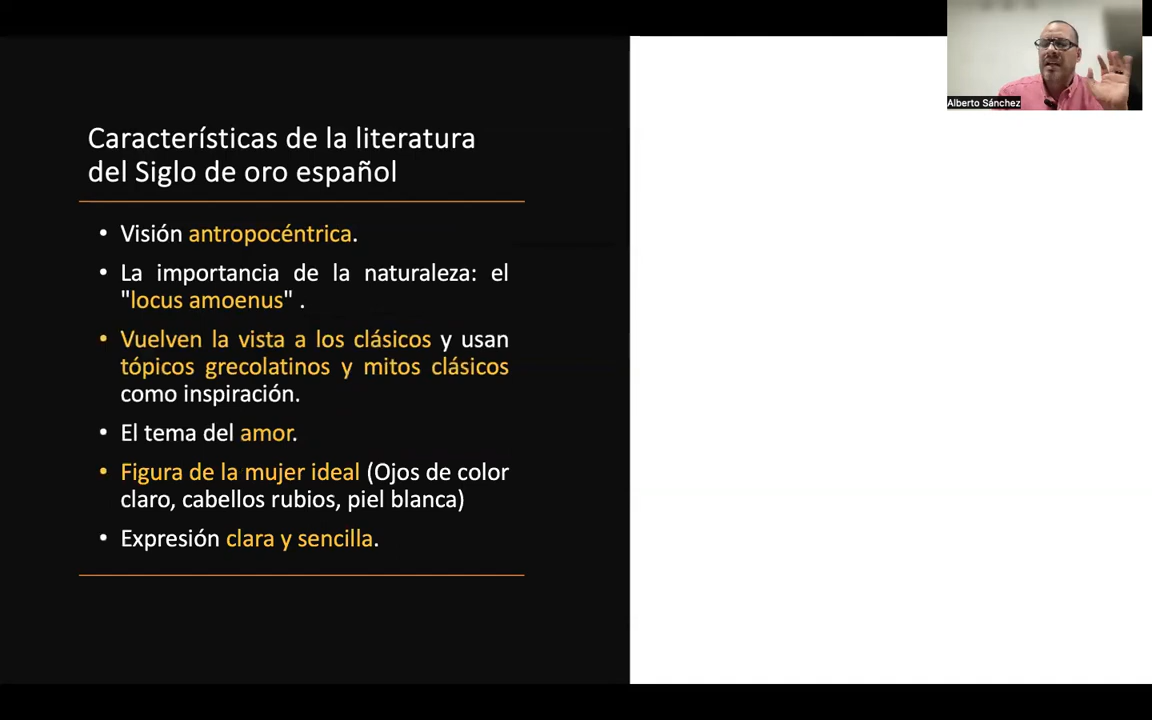 Alberto Sánchez
Características de la literatura
del Siglo de oro español
• Visión antropocéntrica.
• La importancia de la naturaleza: el
"locus amoenus" .
• Vuelven la vista a los clásicos y usan
tópicos grecolatinos y mitos clásicos
como inspiración.
• El tema del amor.
• Figura de la mujer ideal (Ojos de color
claro, cabellos rubios, piel blanca)
• Expresión clara y sencilla.